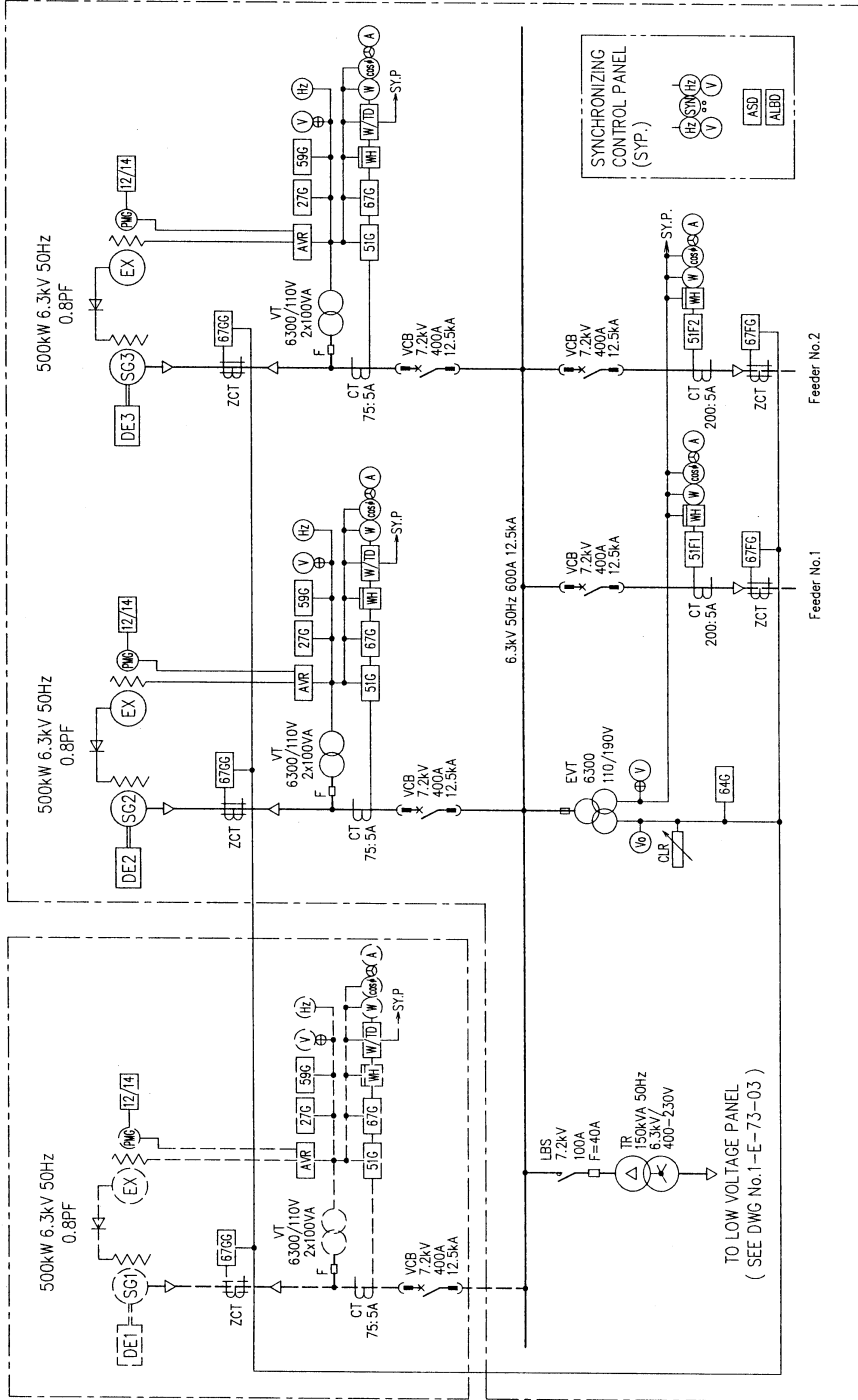 500kW 6.3kV 50Hz
0.8PF
DE1
SG1
EX
PMG
12/14
67GG
ZCT
VT
6300/110V
2x100VA
F
AVR
27G
59G
V
Hz
CT
75:5A
51G
67G
WH
W/TD
W
cosφ
A
SY.P
VCB
7.2kV
400A
12.5kA
500kW 6.3kV 50Hz
0.8PF
DE2
SG2
EX
PMG
12/14
67GG
ZCT
VT
6300/110V
2x100VA
F
AVR
27G
59G
V
Hz
CT
75:5A
51G
67G
WH
W/TD
W
cosφ
A
SY.P
VCB
7.2kV
400A
12.5kA
500kW 6.3kV 50Hz
0.8PF
DE3
SG3
EX
PMG
12/14
67GG
ZCT
VT
6300/110V
2x100VA
F
AVR
27G
59G
V
Hz
CT
75:5A
51G
67G
WH
W/TD
W
cosφ
A
SY.P
VCB
7.2kV
400A
12.5kA
6.3kV 50Hz 600A 12.5kA
LBS
7.2kV
100A
F=40A
TR
150kVA 50Hz
6.3kV/
400-230V
TO LOW VOLTAGE PANEL
( SEE DWG No.1-E-73-03 )
EVT
6300
110/190V
V
Vo
CLR
64G
VCB
7.2kV
400A
12.5kA
51F1
WH
W
cosφ
A
CT
200:5A
67FG
ZCT
Feeder No.1
VCB
7.2kV
400A
12.5kA
51F2
WH
W
cosφ
A
SY.P.
CT
200:5A
67FG
ZCT
Feeder No.2
SYNCHRONIZING
CONTROL PANEL
(SYP.)
Hz SYN Hz
V V
ASD
ALBD